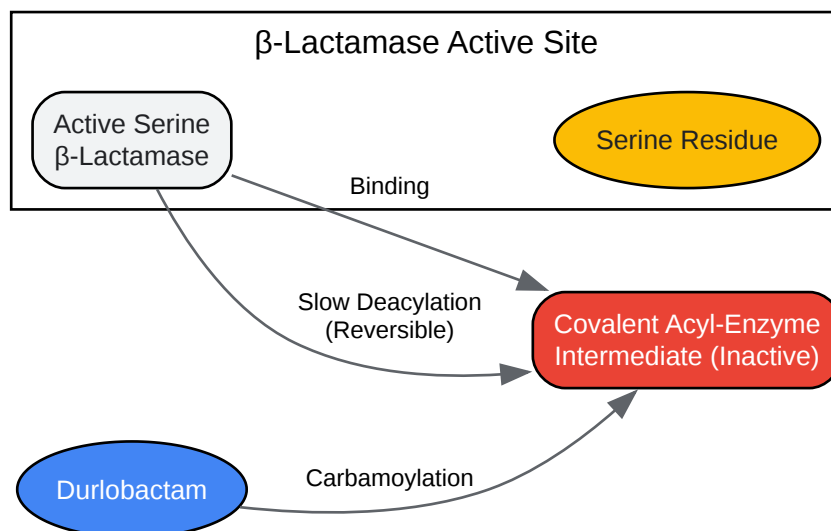 β-Lactamase Active Site
Active Serine
β-Lactamase
Serine Residue
Binding
Slow Deacylation
(Reversible)
Covalent Acyl-Enzyme
Intermediate (Inactive)
Durlobactam
Carbamoylation